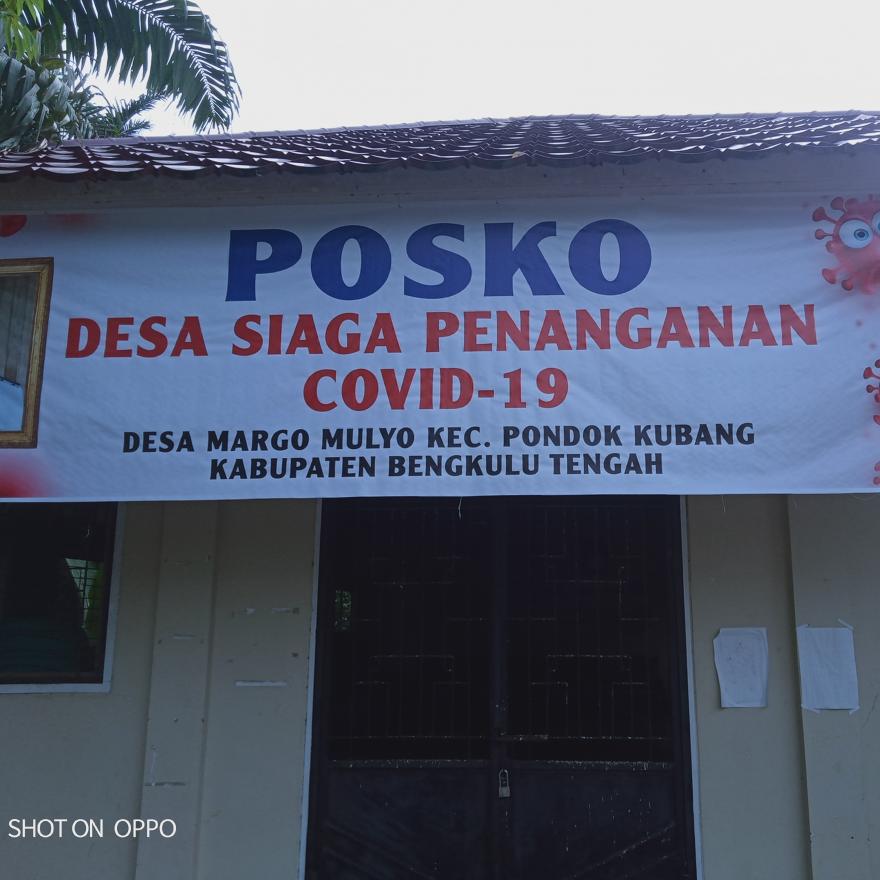 POSKO
DESA SIAGA PENANGANAN
COVID-19
DESA MARGO MULYO KEC. PONDOK KUBANG
KABUPATEN BENGKULU TENGAH
SHOT ON OPPO